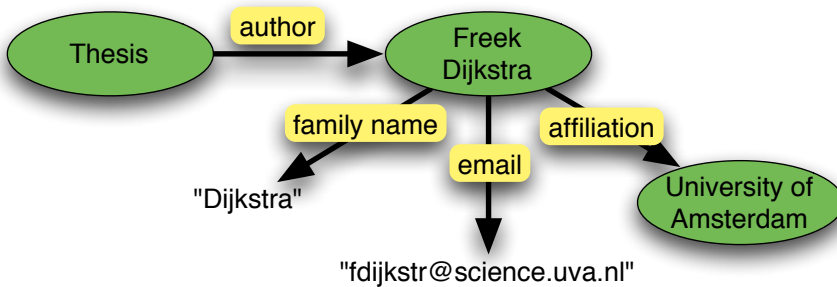 author
Thesis
Freek
Dijkstra
family name
affiliation
email
"Dijkstra"
University of
Amsterdam
"fdijkstr@science.uva.nl"